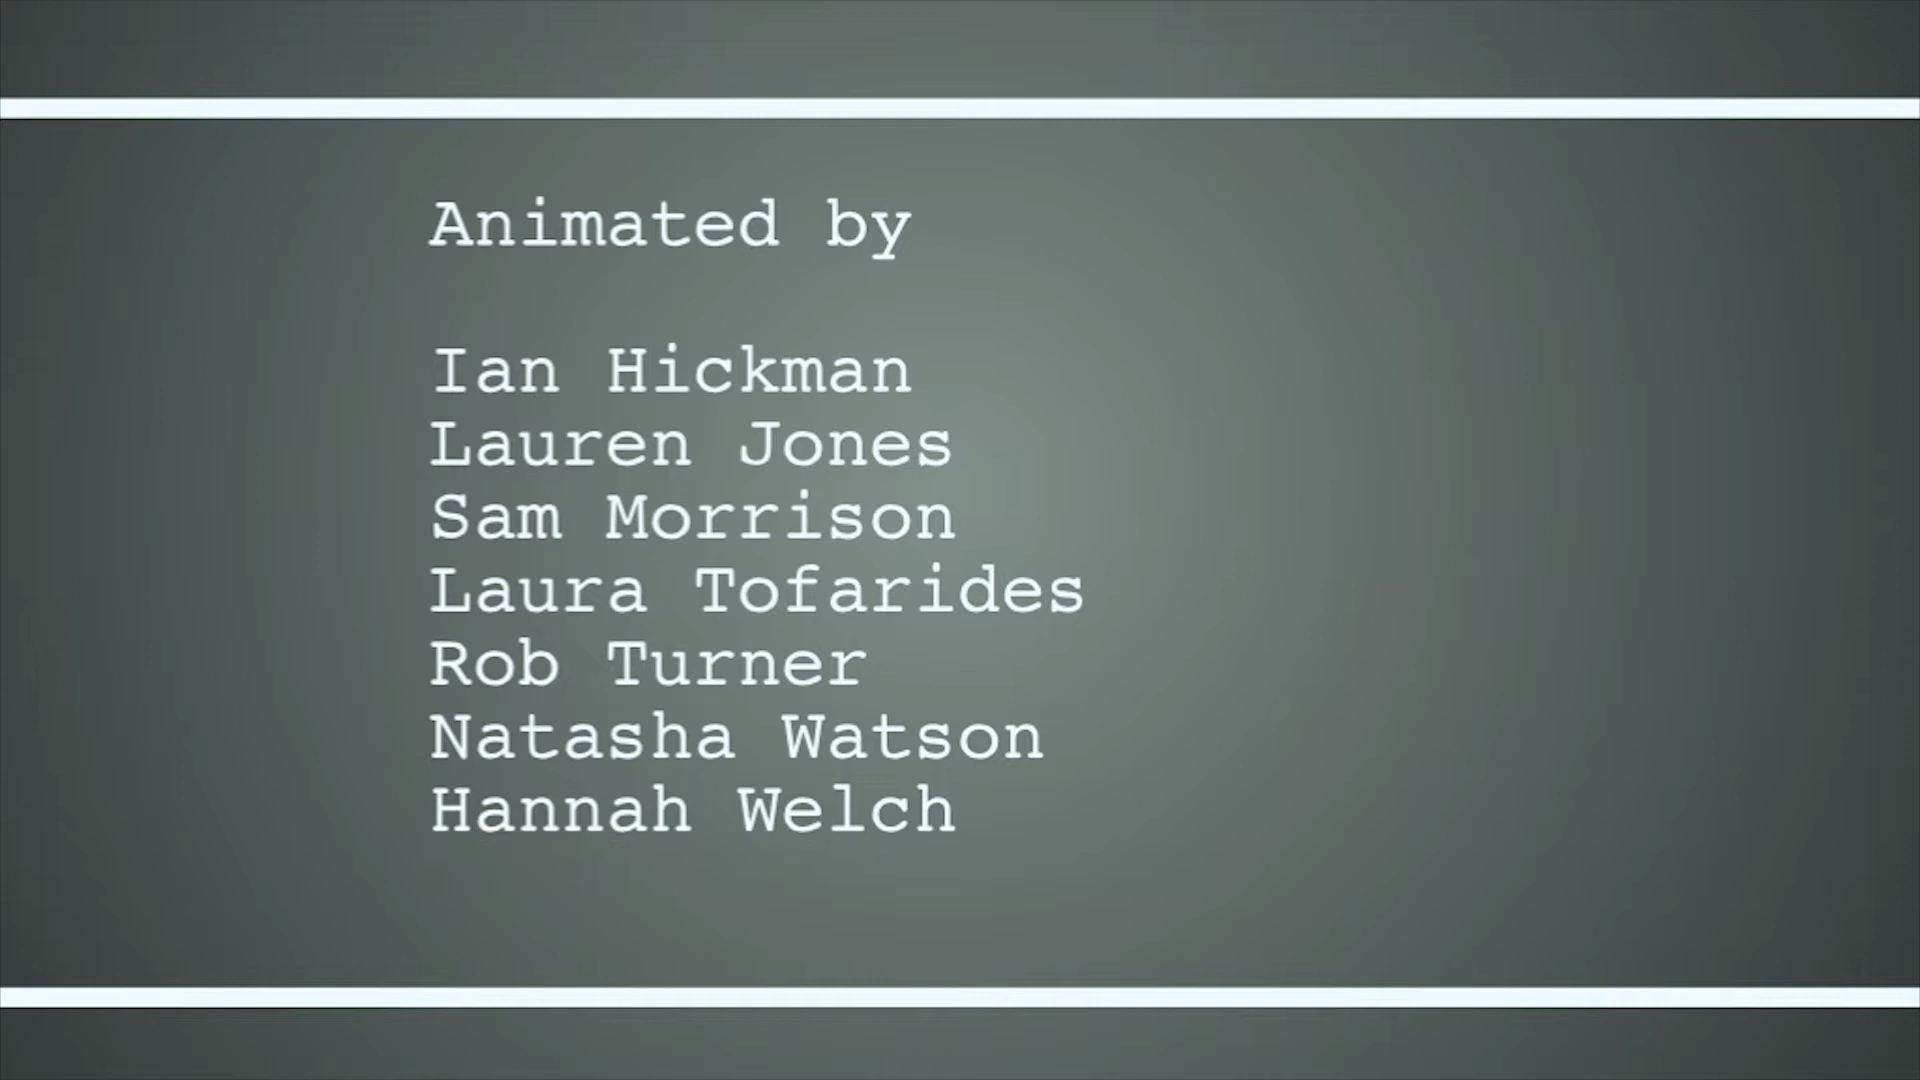 Animated by
Ian Hickman
Lauren Jones
Sam Morrison
Laura Tofarides
Rob Turner
Natasha Watson
Hannah Welch